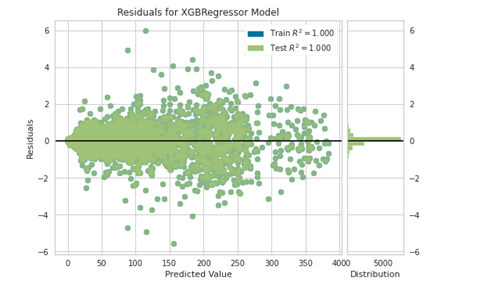 Residuals for XGBRegressor Model
Train R² = 1.000
Test R² = 1.000
6
4
2
0
−2
−4
−6
Residuals
0 50 100 150 200 250 300 350 400
Predicted Value
6
4
2
0
−2
−4
−6
0 5000
Distribution